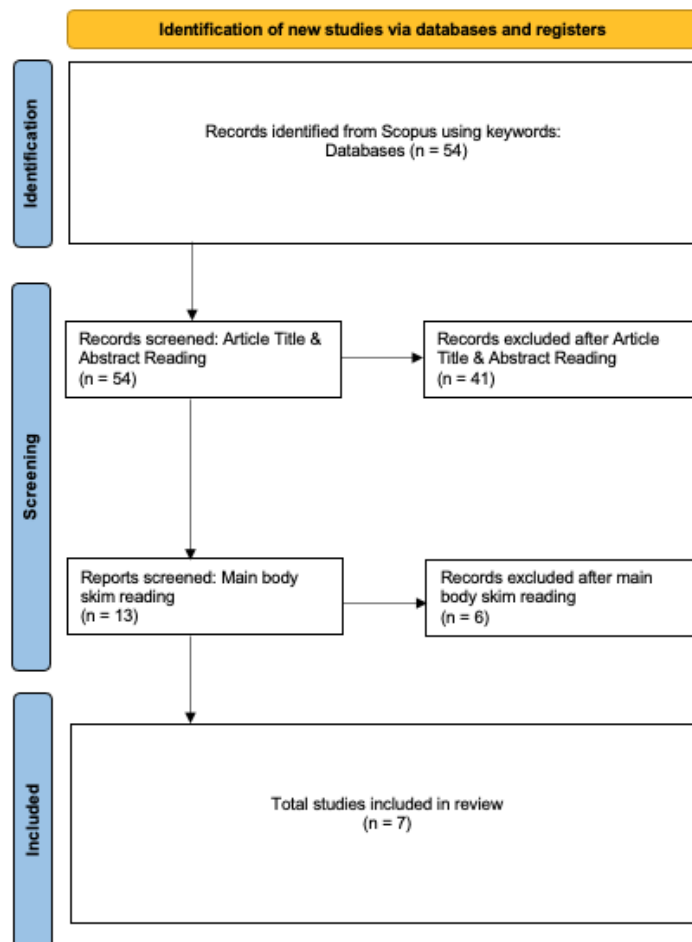 Identification of new studies via databases and registers
Identification
Records identified from Scopus using keywords:
Databases (n = 54)
Screening
Records screened: Article Title &
Abstract Reading
(n = 54)
Records excluded after Article
Title & Abstract Reading
(n = 41)
Reports screened: Main body
skim reading
(n = 13)
Records excluded after main
body skim reading
(n = 6)
Included
Total studies included in review
(n = 7)